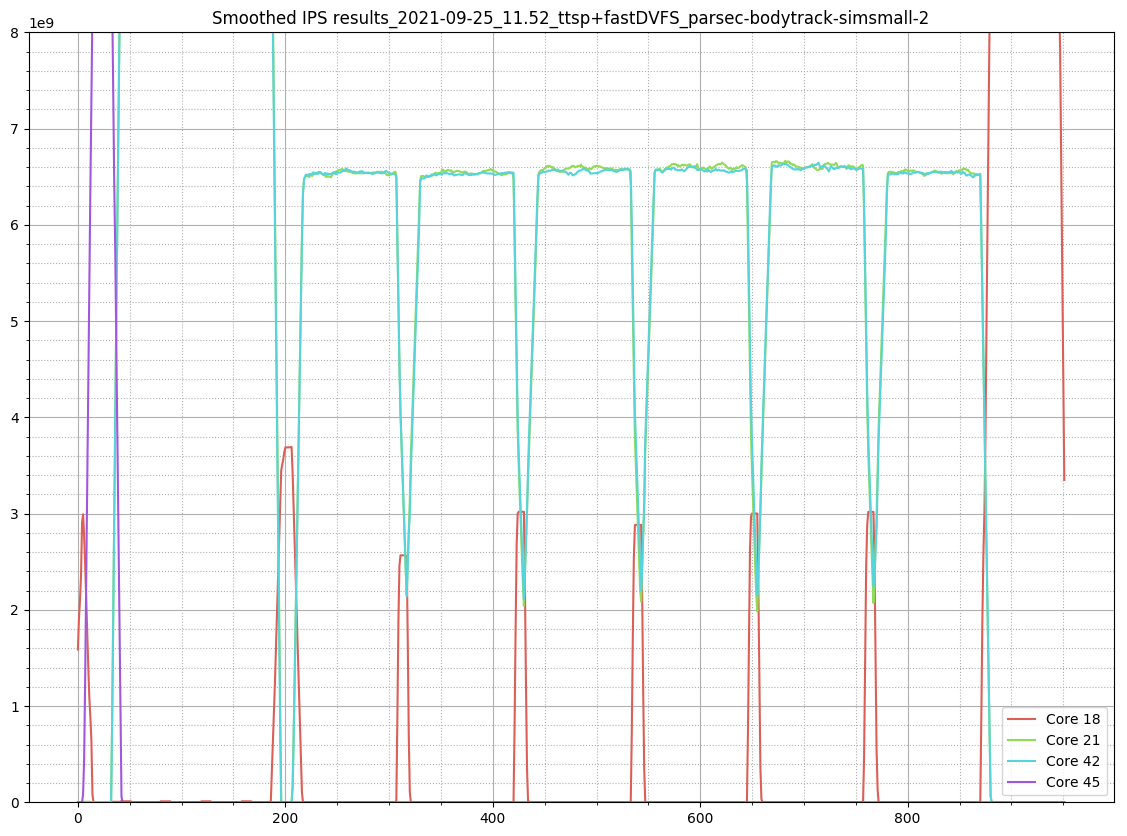 Smoothed IPS results_2021-09-25_11.52_ttsp+fastDVFS_parsec-bodytrack-simsmall-2
1e9
8
7
6
5
4
3
2
1
0
0 200 400 600 800
Core 18
Core 21
Core 42
Core 45